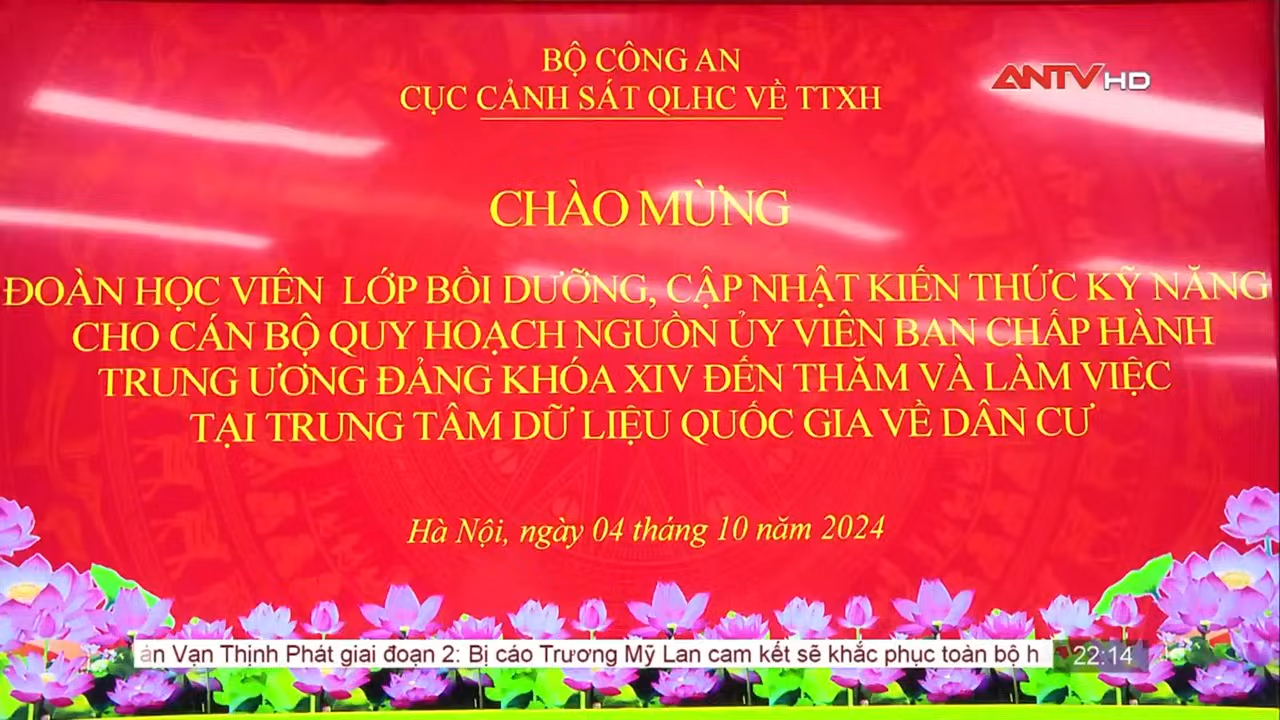 BỘ CÔNG AN
CỤC CẢNH SÁT QLHC VỀ TTXH
ANTV HD
CHÀO MỪNG
ĐOÀN HỌC VIÊN LỚP BỒI DƯỠNG, CẬP NHẬT KIẾN THỨC KỸ NĂNG
CHO CÁN BỘ QUY HOẠCH NGUỒN ỦY VIÊN BAN CHẤP HÀNH
TRUNG ƯƠNG ĐẢNG KHÓA XIV ĐẾN THĂM VÀ LÀM VIỆC
TẠI TRUNG TÂM DỮ LIỆU QUỐC GIA VỀ DÂN CƯ
Hà Nội, ngày 04 tháng 10 năm 2024
án Vạn Thịnh Phát giai đoạn 2: Bị cáo Trương Mỹ Lan cam kết sẽ khắc phục toàn bộ h
22:14